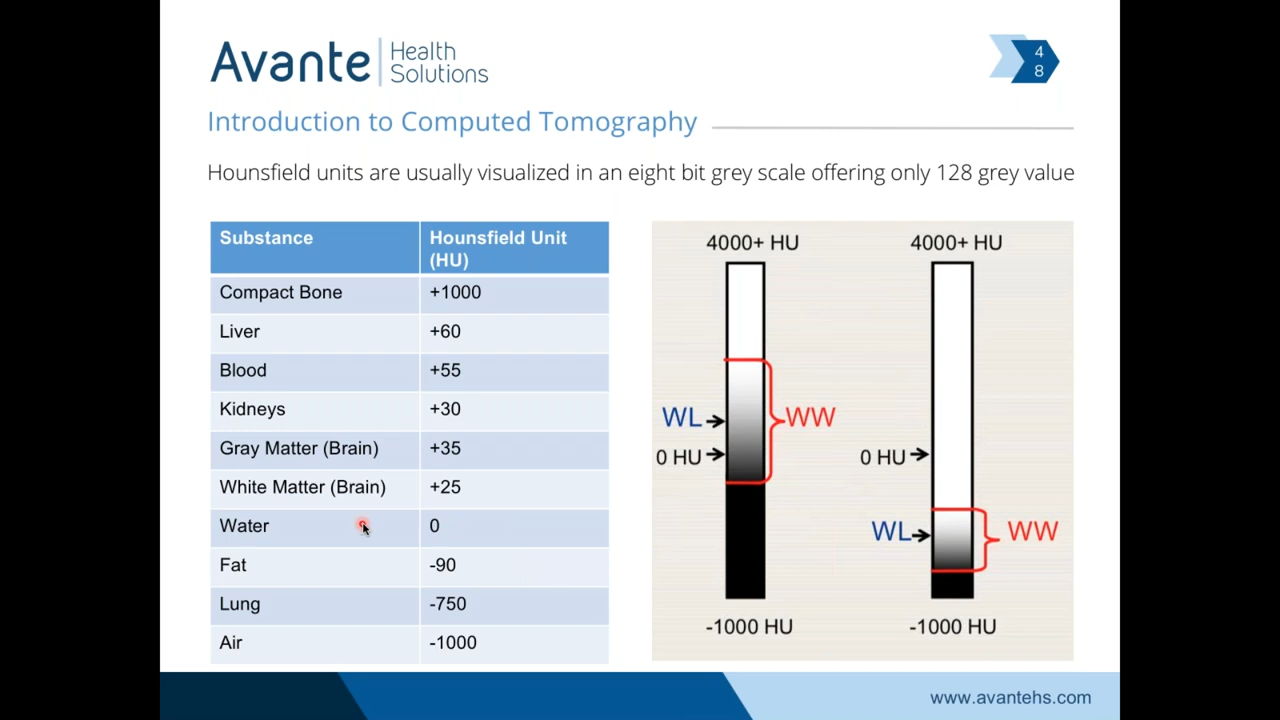 Avante Health Solutions
4
8
Introduction to Computed Tomography
Hounsfield units are usually visualized in an eight bit grey scale offering only 128 grey value
Substance Hounsfield Unit (HU)
Compact Bone +1000
Liver +60
Blood +55
Kidneys +30
Gray Matter (Brain) +35
White Matter (Brain) +25
Water 0
Fat -90
Lung -750
Air -1000
4000+ HU 4000+ HU
WL WW
0 HU 0 HU
WL WW
-1000 HU -1000 HU
www.avantehs.com